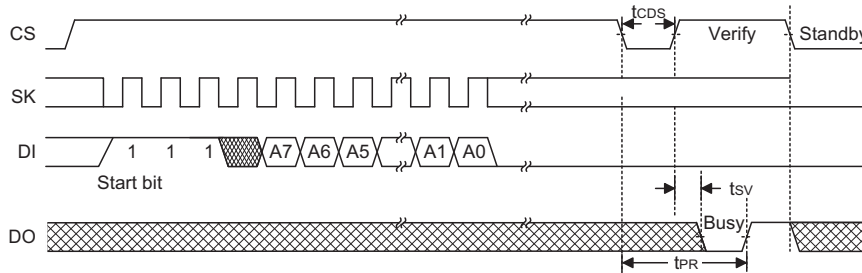 tCDS
CS Verify Standby
SK
DI 1 1 1 A7 A6 A5 A1 A0
Start bit
tSV
Busy
DO
tPR